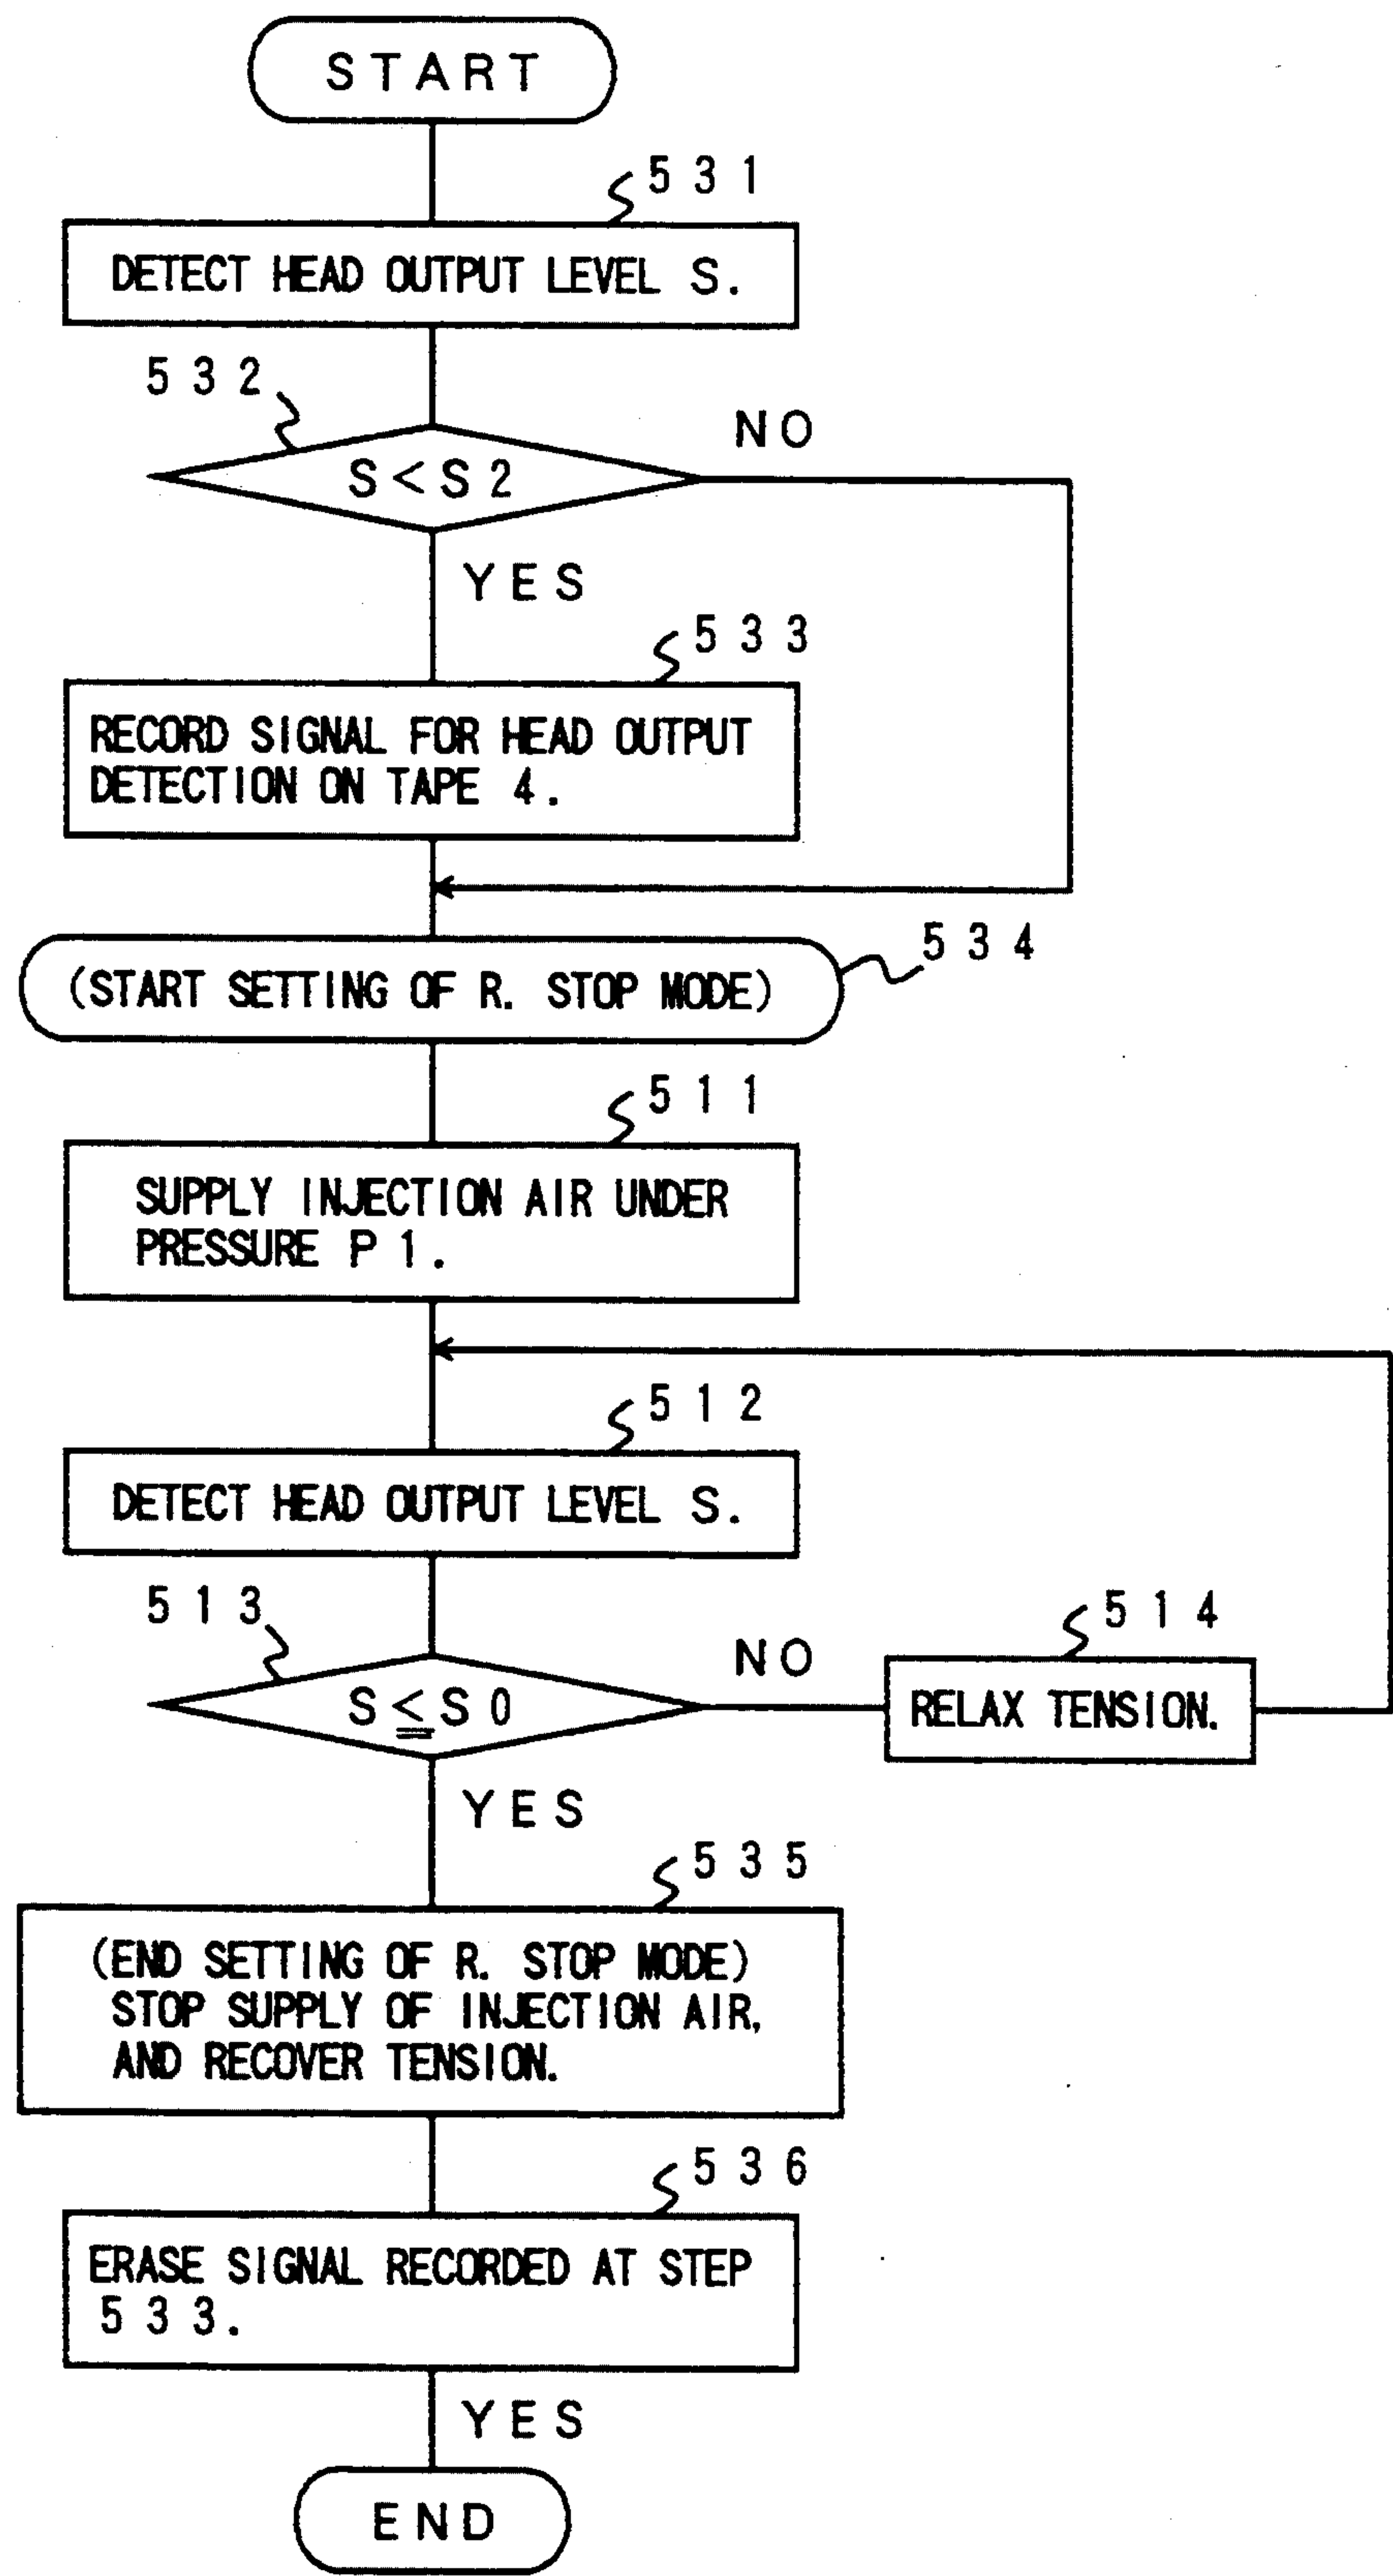 START
531
DETECT HEAD OUTPUT LEVEL S.
532
NO
S<S2
YES
533
RECORD SIGNAL FOR HEAD OUTPUT
DETECTION ON TAPE 4.
534
(START SETTING OF R. STOP MODE)
511
SUPPLY INJECTION AIR UNDER
PRESSURE P1.
512
DETECT HEAD OUTPUT LEVEL S.
513
NO
514
S≦S0
RELAX TENSION.
YES
535
(END SETTING OF R. STOP MODE)
STOP SUPPLY OF INJECTION AIR,
AND RECOVER TENSION.
536
ERASE SIGNAL RECORDED AT STEP
533.
YES
END